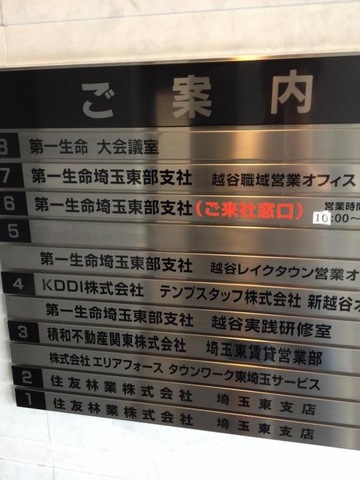 ご案内
8 第一生命 大会議室
7 第一生命埼玉東部支社 越谷職域営業オフィス
6 第一生命埼玉東部支社(ご来社窓口) 営業時間
10:00～
5
第一生命埼玉東部支社 越谷レイクタウン営業オ
4 KDDI株式会社 テンプスタッフ株式会社 新越谷オ
第一生命埼玉東部支社 越谷実践研修室
3 積和不動産関東株式会社 埼玉東賃貸営業部
株式会社 エリアフォース タウンワーク東埼玉サービス
2 住友林業株式会社 埼玉東支店
1 住友林業株式会社 埼玉東支店